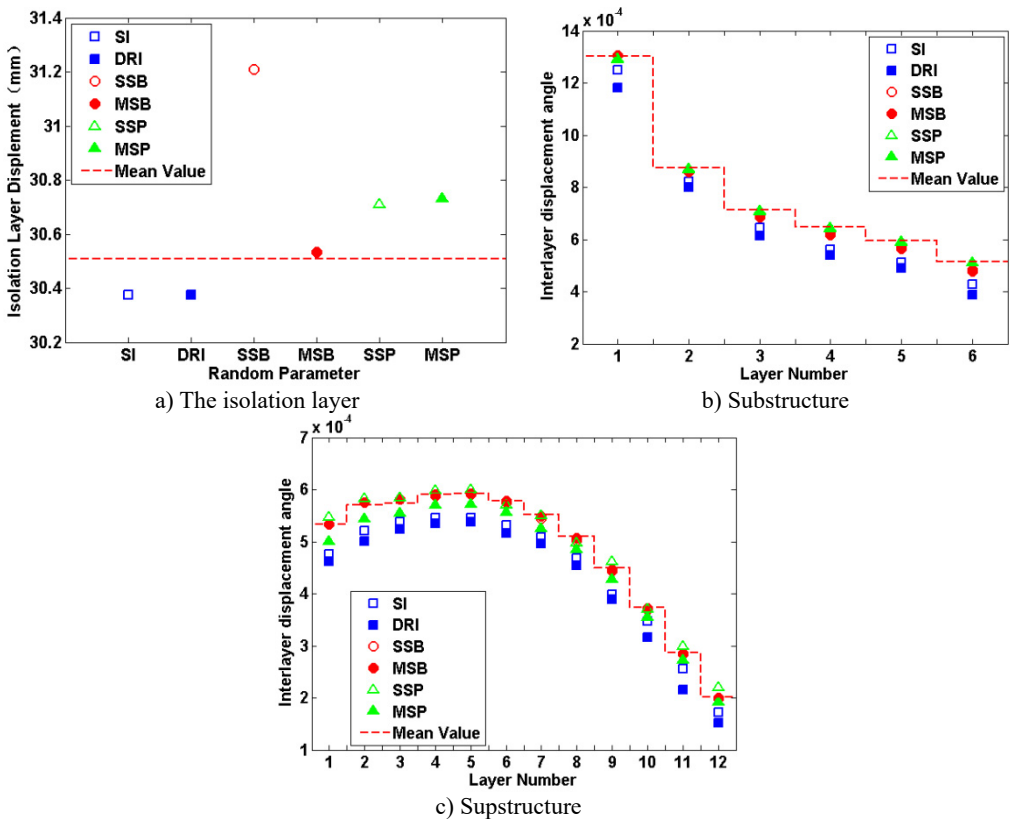 31.4
31.2
31
30.8
30.6
30.4
30.2
Isolation Layer Displement（mm）
SI
DRI
SSB
MSB
SSP
MSP
Mean Value
SI DRI SSB MSB SSP MSP
Random Parameter
a) The isolation layer
14 x 10-4
12
10
8
6
4
2
Interlayer displacement angle
SI
DRI
SSB
MSB
SSP
MSP
Mean Value
1 2 3 4 5 6
Layer Number
b) Substructure
7 x 10-4
6
5
4
3
2
1
Interlayer displacement angle
SI
DRI
SSB
MSB
SSP
MSP
Mean Value
1 2 3 4 5 6 7 8 9 10 11 12
Layer Number
c) Supstructure